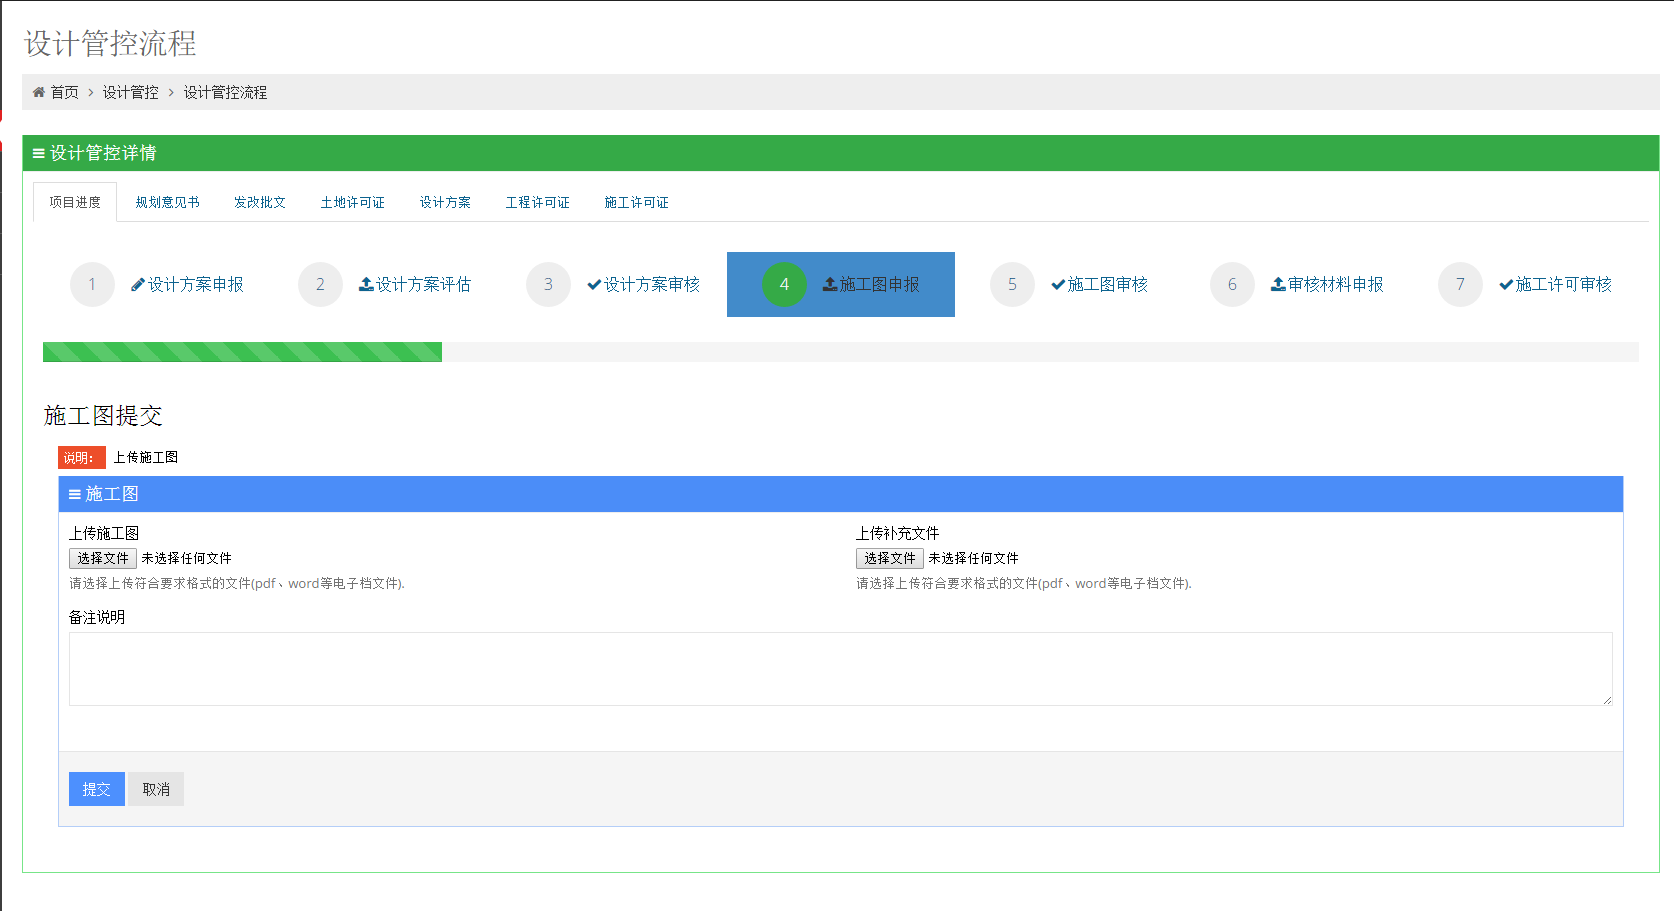 设计管控流程
首页 > 设计管控 > 设计管控流程
设计管控详情
项目进度 规划意见书 发改批文 土地许可证 设计方案 工程许可证 施工许可证
1 设计方案申报 2 设计方案评估 3 设计方案审核 4 施工图申报 5 施工图审核 6 审核材料申报 7 施工许可审核
施工图提交
说明： 上传施工图
施工图
上传施工图 上传补充文件
选择文件 未选择任何文件 选择文件 未选择任何文件
请选择上传符合要求格式的文件(pdf、word等电子档文件). 请选择上传符合要求格式的文件(pdf、word等电子档文件).
备注说明
提交 取消